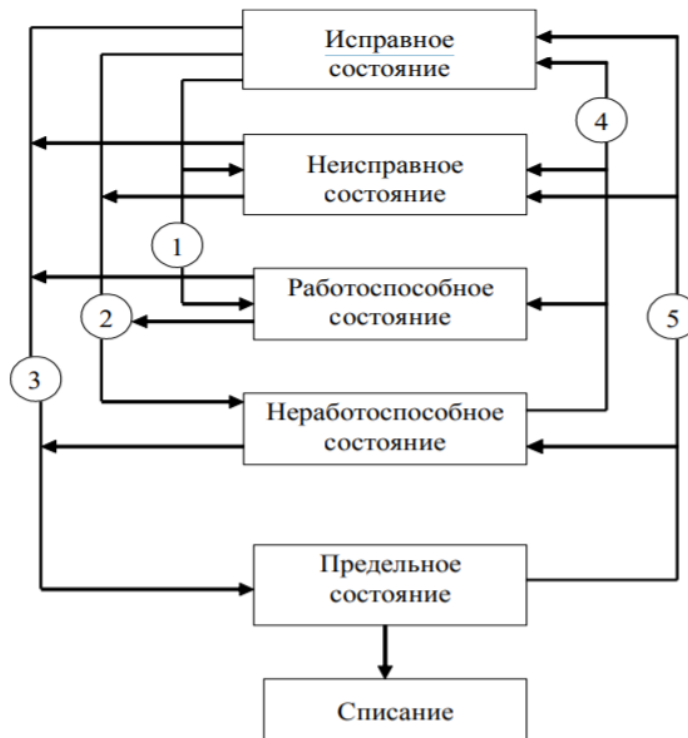 Исправное
состояние
4
Неисправное
состояние
1
Работоспособное
состояние
2
5
3
Неработоспособное
состояние
Предельное
состояние
Списание